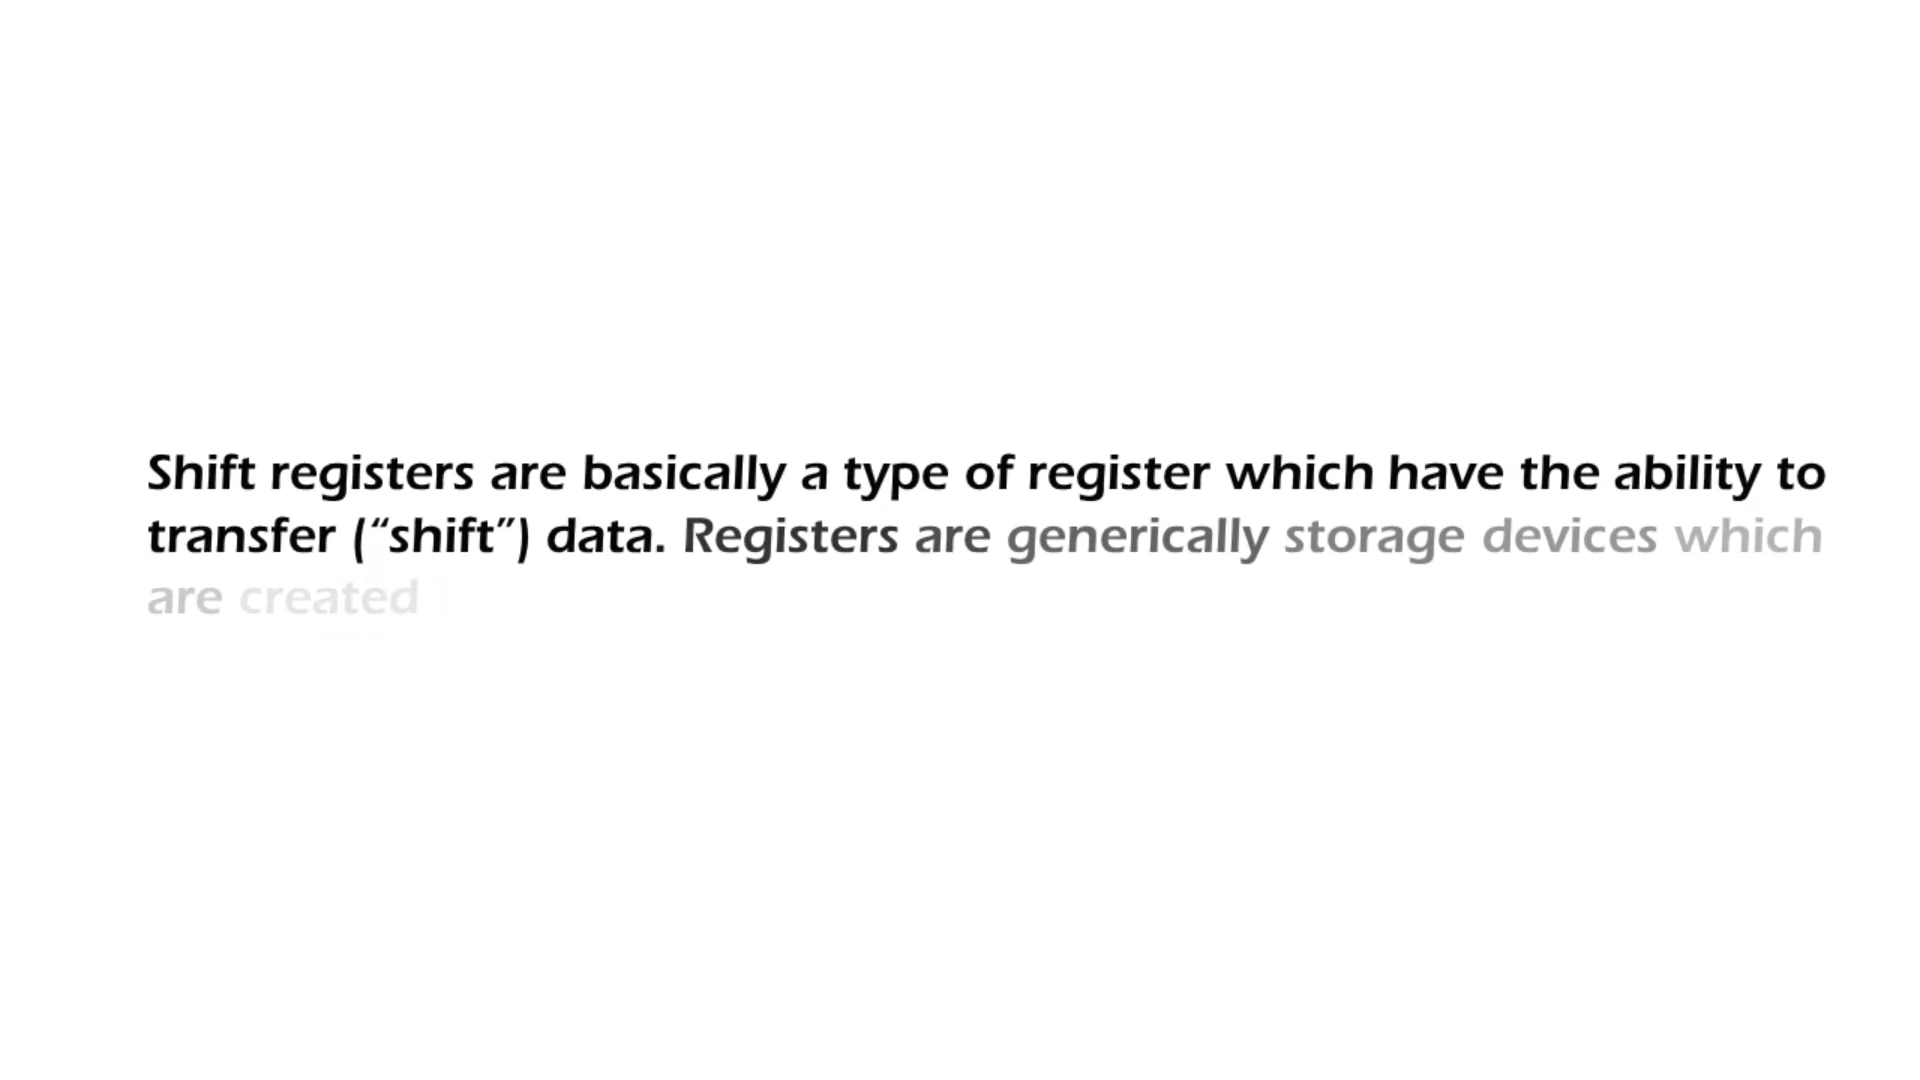 Shift registers are basically a type of register which have the ability to
transfer (“shift”) data. Registers are generically storage devices which
are created